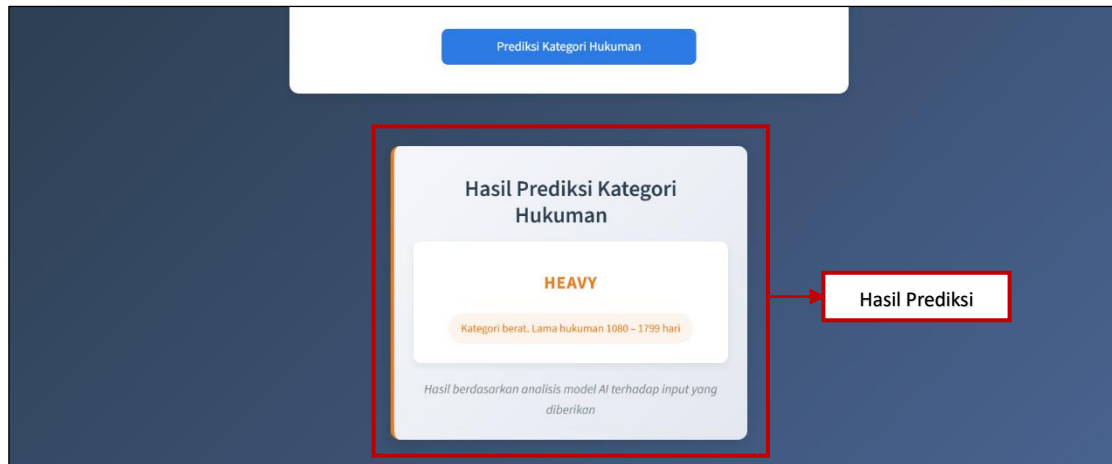 Prediksi Kategori Hukuman
Hasil Prediksi Kategori
Hukuman
HEAVY
Kategori berat. Lama hukuman 1080 – 1799 hari
Hasil Prediksi
Hasil berdasarkan analisis model AI terhadap input yang
diberikan